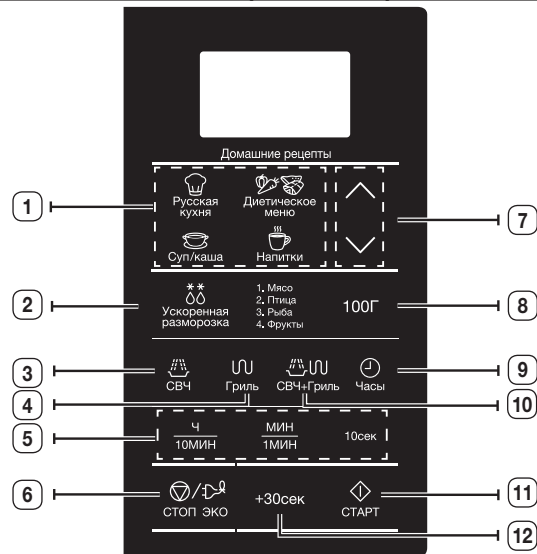 Домашние рецепты
Русская
кухня
Диетическое
меню
Суп/каша
Напитки
1
7
2
Ускоренная
разморозка
1. Мясо
2. Птица
3. Рыба
4. Фрукты
100Г
8
3
СВЧ
Гриль
СВЧ+Гриль
Часы
9
4
10
5
Ч
10МИН
МИН
1МИН
10сек
6
СТОП ЭКО
+30сек
СТАРТ
11
12